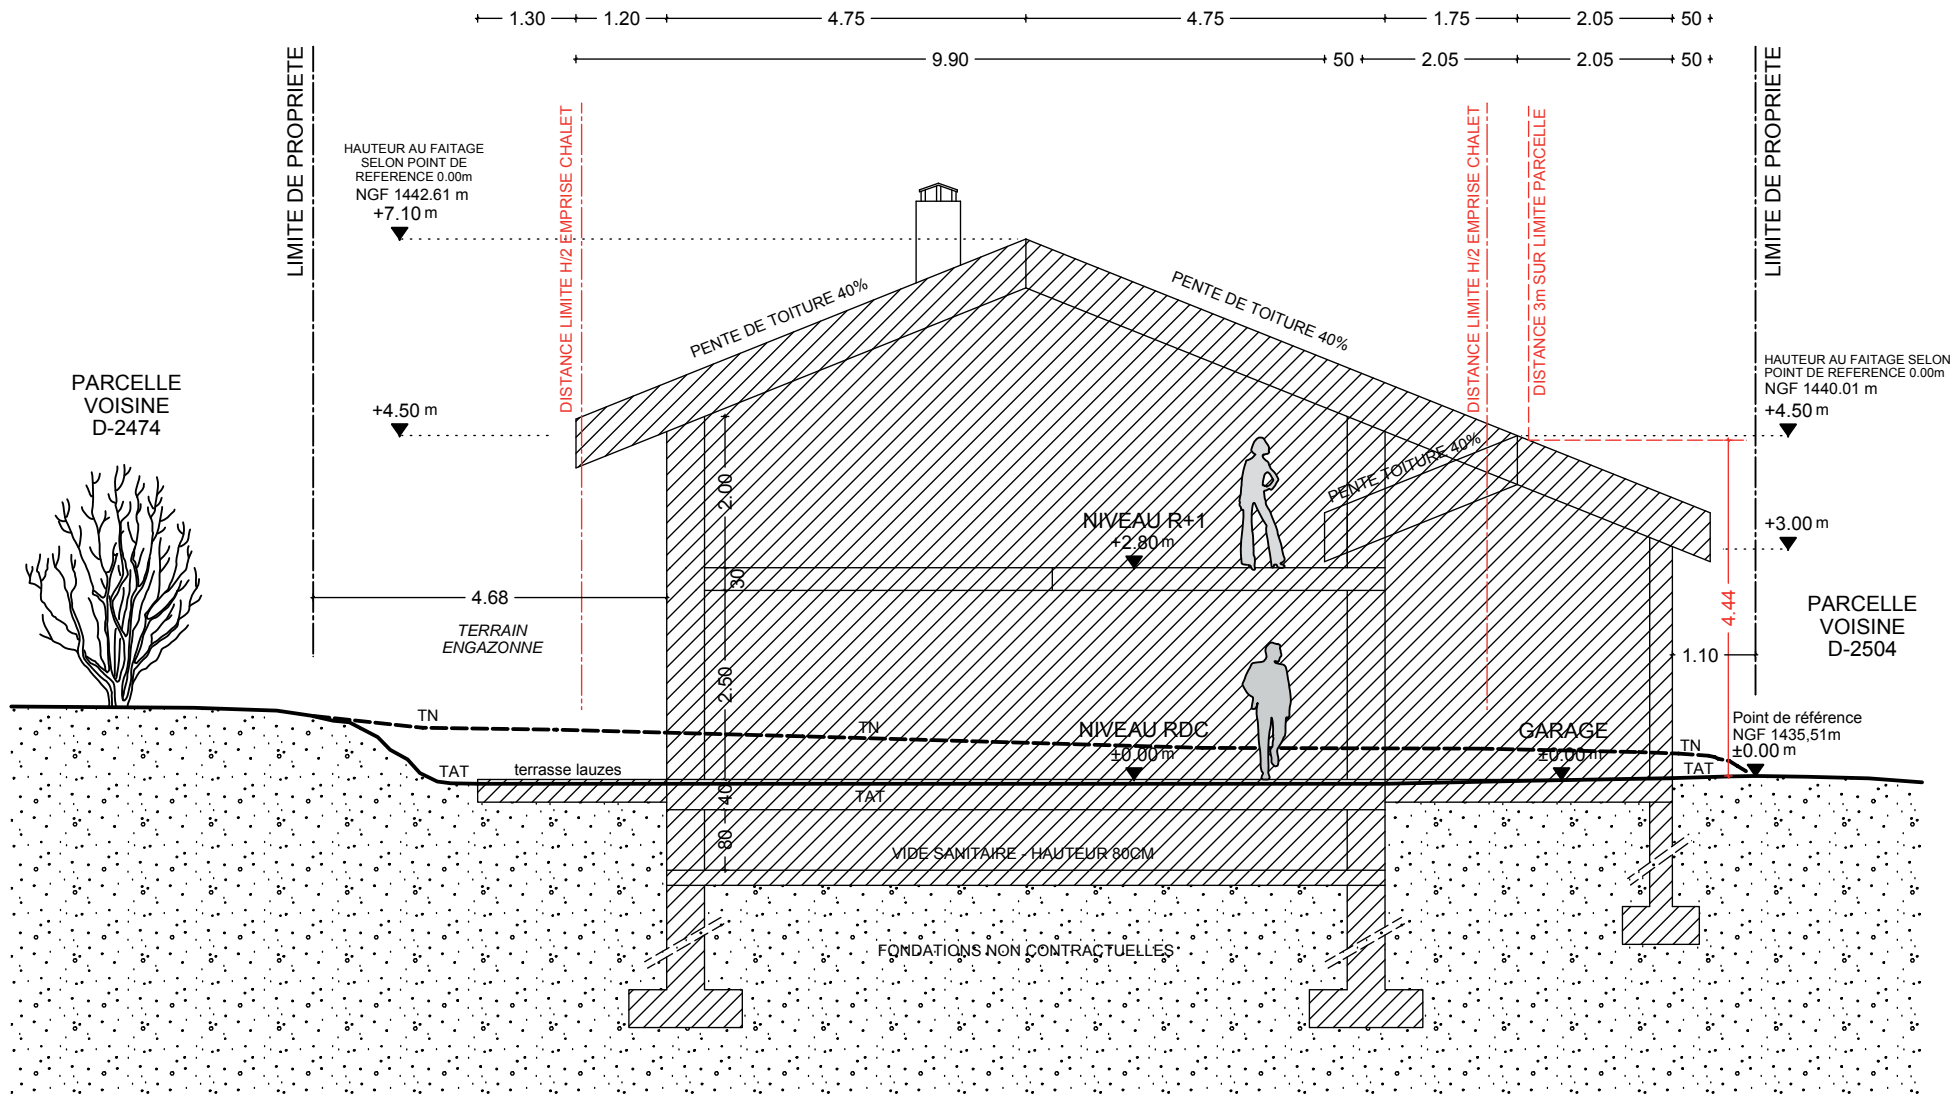 1.30 1.20 4.75 4.75 1.75 2.05 50
9.90 50 2.05 2.05 50
LIMITE DE PROPRIETE
HAUTEUR AU FAITAGE
SELON POINT DE
REFERENCE 0.00m
NGF 1442.61 m
+7.10 m
+4.50 m
DISTANCE LIMITE H/2 EMPRISE CHALET
PENTE DE TOITURE 40%
PENTE DE TOITURE 40%
PENTE TOITURE 40%
DISTANCE LIMITE H/2 EMPRISE CHALET
DISTANCE 3m SUR LIMITE PARCELLE
LIMITE DE PROPRIETE
HAUTEUR AU FAITAGE SELON
POINT DE REFERENCE 0.00m
NGF 1440.01 m
+4.50 m
+3.00 m
PARCELLE
VOISINE
D-2474
2.00
NIVEAU R+1
+2.80 m
30
4.68
TERRAIN
ENGAZONNE
2.50
4.44
1.10
PARCELLE
VOISINE
D-2504
TN
TN
NIVEAU RDC
±0.00 m
GARAGE
±0.00 m
TN
Point de référence
NGF 1435,51m
±0.00 m
TAT
terrasse lauzes
TAT
TAT
40
80
VIDE SANITAIRE - HAUTEUR 80CM
FONDATIONS NON CONTRACTUELLES